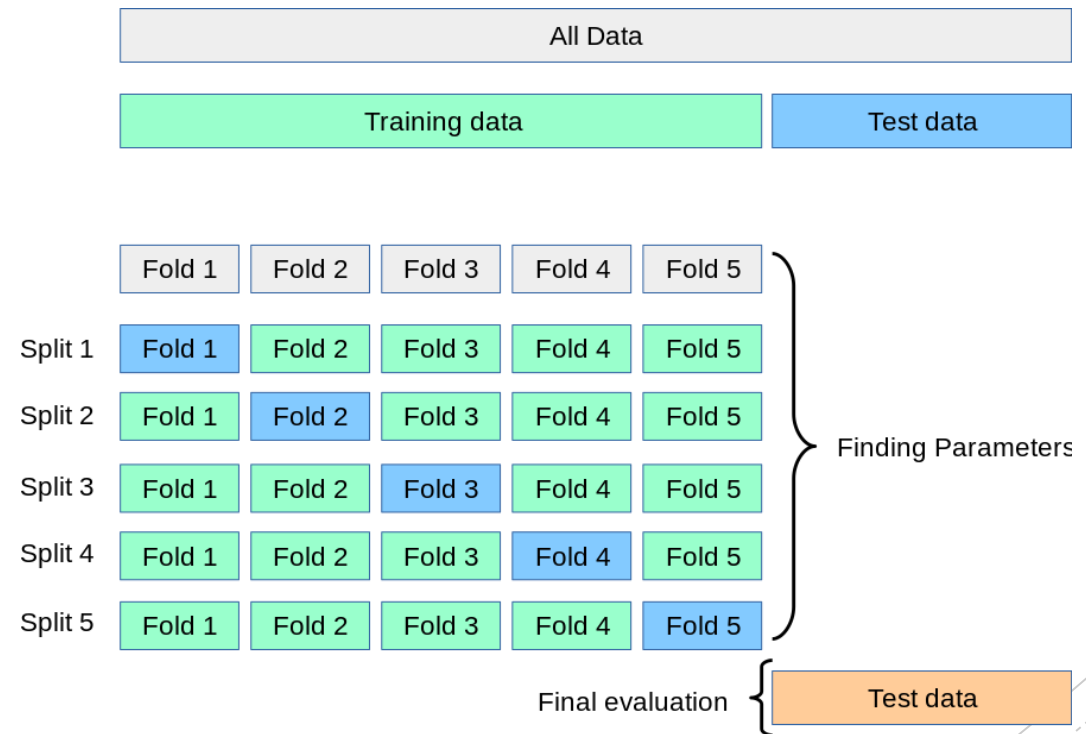 All Data
Training data Test data
Fold 1 Fold 2 Fold 3 Fold 4 Fold 5
Split 1 Fold 1 Fold 2 Fold 3 Fold 4 Fold 5
Split 2 Fold 1 Fold 2 Fold 3 Fold 4 Fold 5
Finding Parameters
Split 3 Fold 1 Fold 2 Fold 3 Fold 4 Fold 5
Split 4 Fold 1 Fold 2 Fold 3 Fold 4 Fold 5
Split 5 Fold 1 Fold 2 Fold 3 Fold 4 Fold 5
Final evaluation Test data